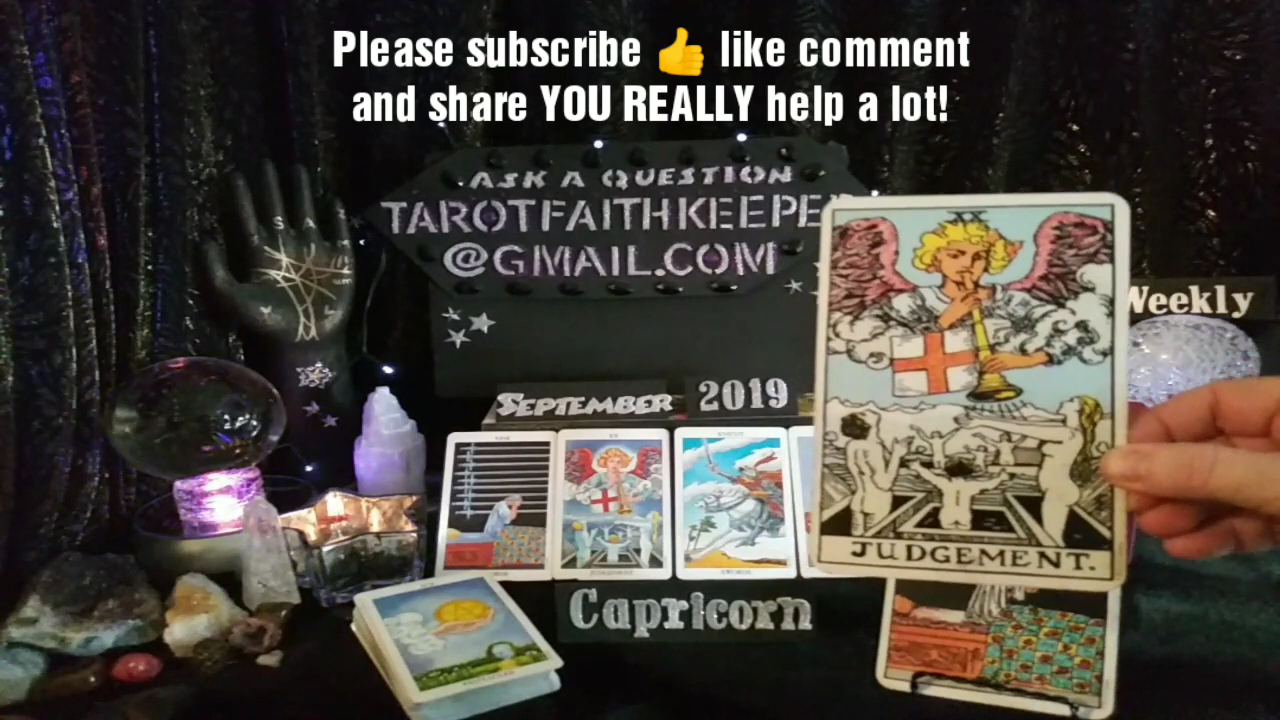 Please subscribe 👍 like comment
and share YOU REALLY help a lot!
ASK A QUESTION
TAROTFAITHKEEPE
@GMAIL.COM
Weekly
SEPTEMBER 2019
XX
JUDGEMENT.
Capricorn